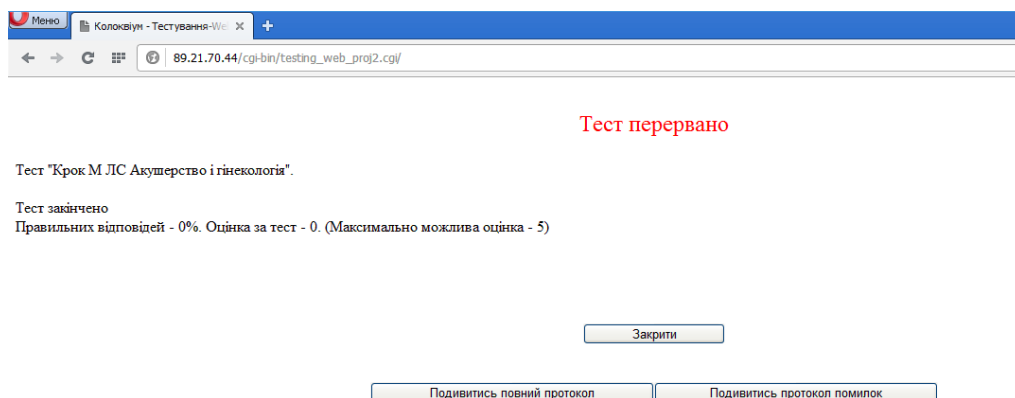 Меню
Колоквіум - Тестування-We
89.21.70.44/cgi-bin/testing_web_proj2.cgi/
Тест перервано
Тест "Крок М ЛС Акушерство і гінекологія".
Тест закінчено
Правильних відповідей - 0%. Оцінка за тест - 0. (Максимально можлива оцінка - 5)
Закрити
Подивитись повний протокол
Подивитись протокол помилок